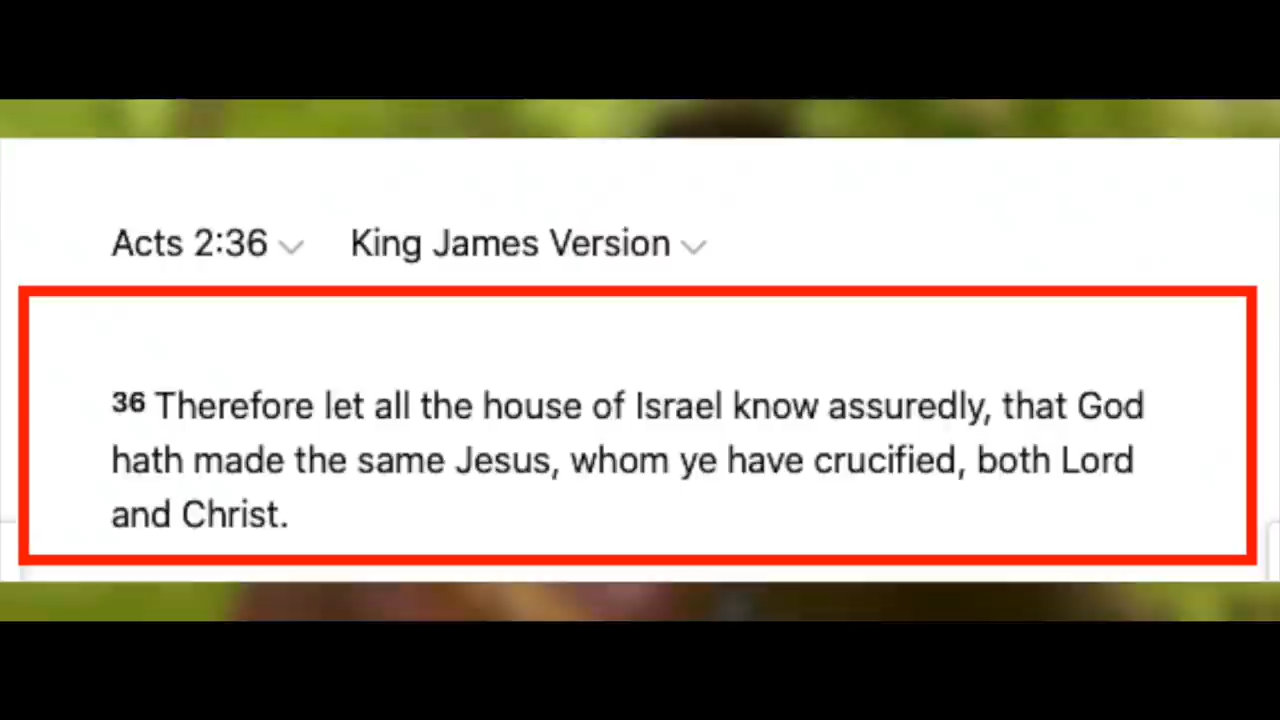 Acts 2:36 King James Version
36 Therefore let all the house of Israel know assuredly, that God
hath made the same Jesus, whom ye have crucified, both Lord
and Christ.